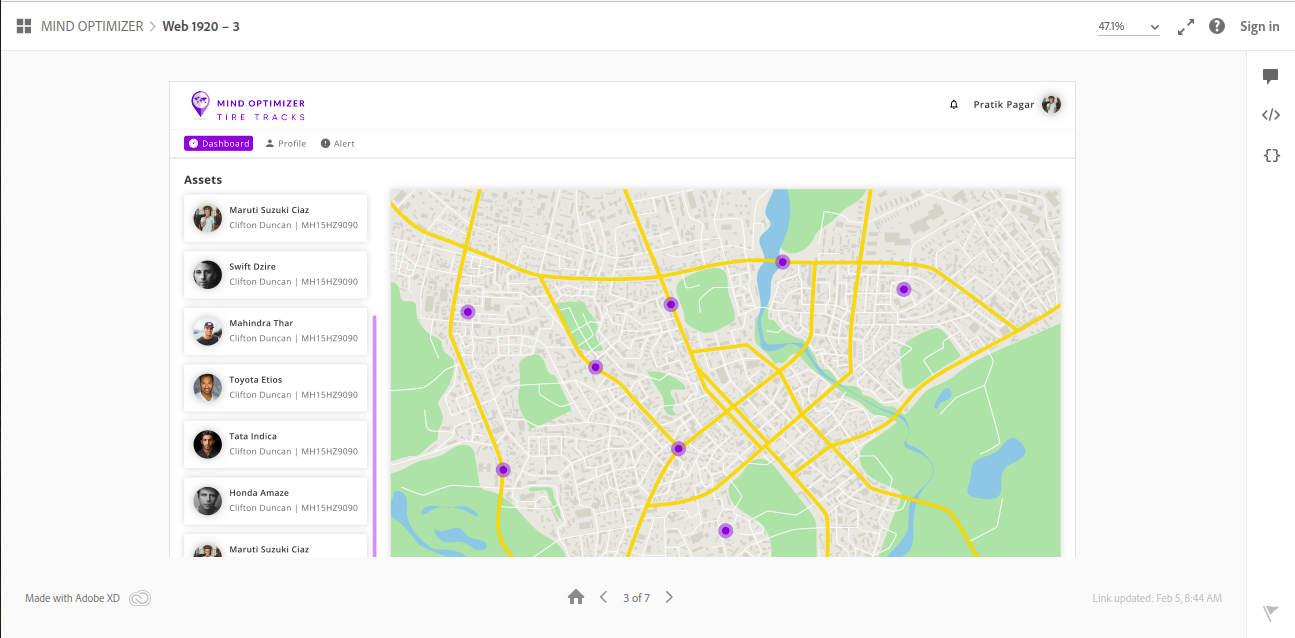 MIND OPTIMIZER > Web 1920 – 3
47.1%
Sign in
MIND OPTIMIZER
TIRE TRACKS
Pratik Pagar
Dashboard
Profile
Alert
Assets
Maruti Suzuki Ciaz
Clifton Duncan | MH15HZ9090
Swift Dzire
Clifton Duncan | MH15HZ9090
Mahindra Thar
Clifton Duncan | MH15HZ9090
Toyota Etios
Clifton Duncan | MH15HZ9090
Tata Indica
Clifton Duncan | MH15HZ9090
Honda Amaze
Clifton Duncan | MH15HZ9090
Maruti Suzuki Ciaz
Made with Adobe XD
3 of 7
Link updated: Feb 5, 8:44 AM